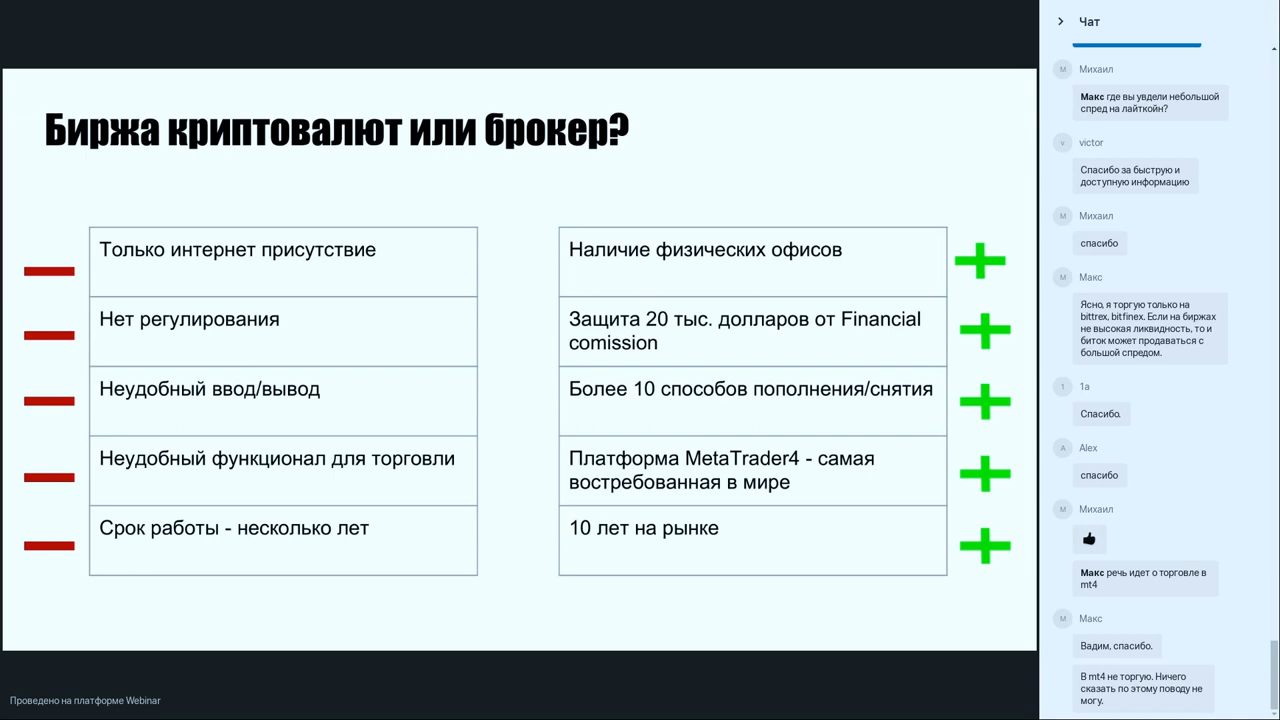 Биржа криптовалют или брокер?
Только интернет присутствие
Нет регулирования
Неудобный ввод/вывод
Неудобный функционал для торговли
Срок работы - несколько лет
Наличие физических офисов
Защита 20 тыс. долларов от Financial
comission
Более 10 способов пополнения/снятия
Платформа MetaTrader4 - самая
востребованная в мире
10 лет на рынке
Проведено на платформе Webinar
Чат
М
Михаил
Макс где вы увдели небольшой
спред на лайткойн?
v
victor
Спасибо за быструю и
доступную информацию
М
Михаил
спасибо
М
Макс
Ясно, я торгую только на
bittrex, bitfinex. Если на биржах
не высокая ликвидность, то и
биток может продаваться с
большой спредом.
1
1а
Спасибо.
A
Alex
спасибо
М
Михаил
Макс речь идет о торговле в
mt4
М
Макс
Вадим, спасибо.
В mt4 не торгую. Ничего
сказать по этому поводу не
могу.